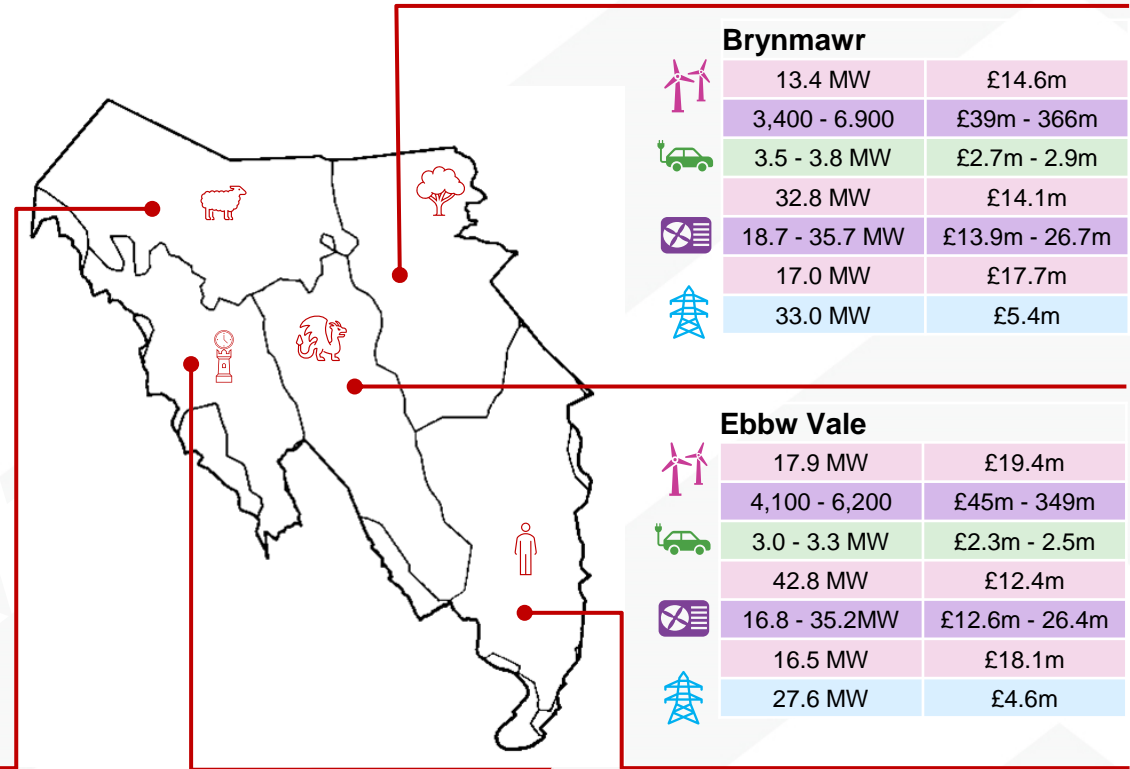 Brynmawr
13.4 MW £14.6m
3,400 - 6.900 £39m - 366m
3.5 - 3.8 MW £2.7m - 2.9m
32.8 MW £14.1m
18.7 - 35.7 MW £13.9m - 26.7m
17.0 MW £17.7m
33.0 MW £5.4m
Ebbw Vale
17.9 MW £19.4m
4,100 - 6,200 £45m - 349m
3.0 - 3.3 MW £2.3m - 2.5m
42.8 MW £12.4m
16.8 - 35.2MW £12.6m - 26.4m
16.5 MW £18.1m
27.6 MW £4.6m